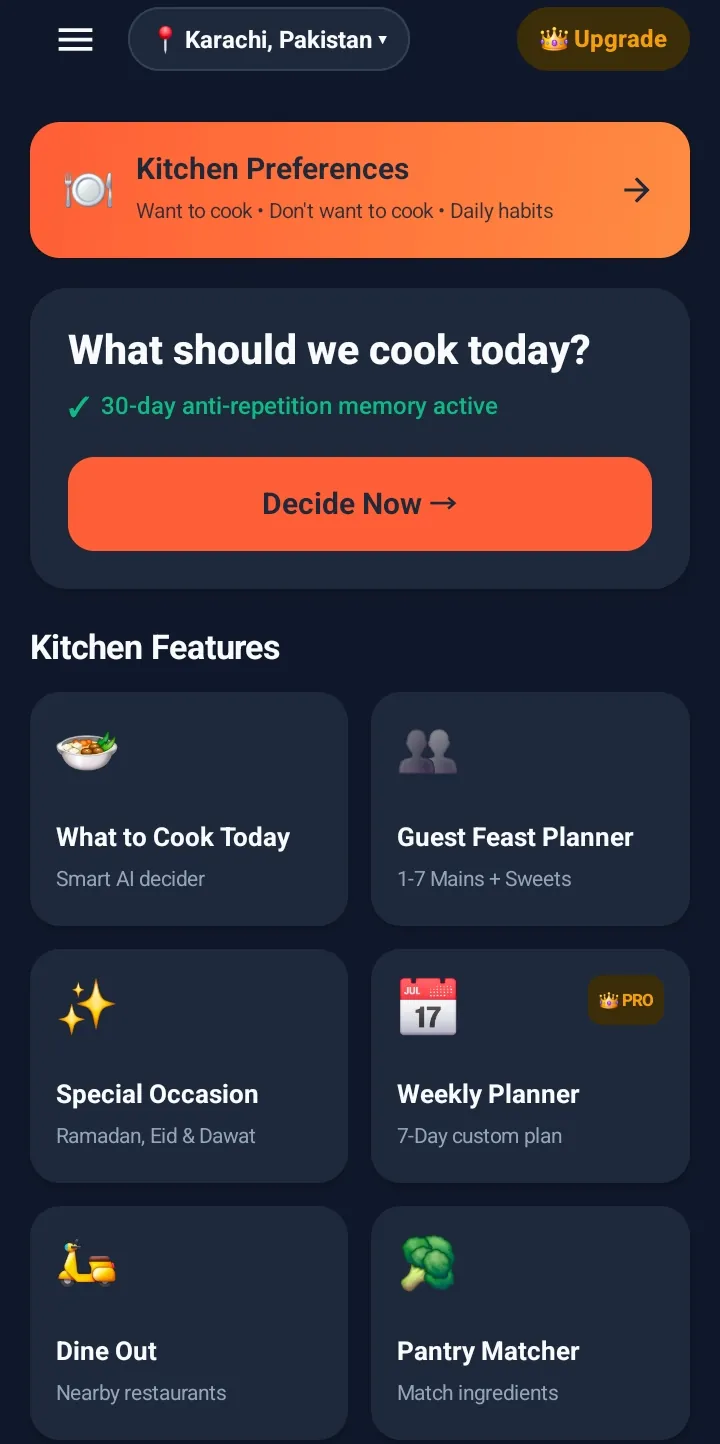 Karachi, Pakistan ▾
Upgrade
Kitchen Preferences
Want to cook • Don't want to cook • Daily habits
What should we cook today?
✓ 30-day anti-repetition memory active
Decide Now →
Kitchen Features
What to Cook Today
Smart AI decider
Guest Feast Planner
1-7 Mains + Sweets
Special Occasion
Ramadan, Eid & Dawat
JUL
17
PRO
Weekly Planner
7-Day custom plan
Dine Out
Nearby restaurants
Pantry Matcher
Match ingredients